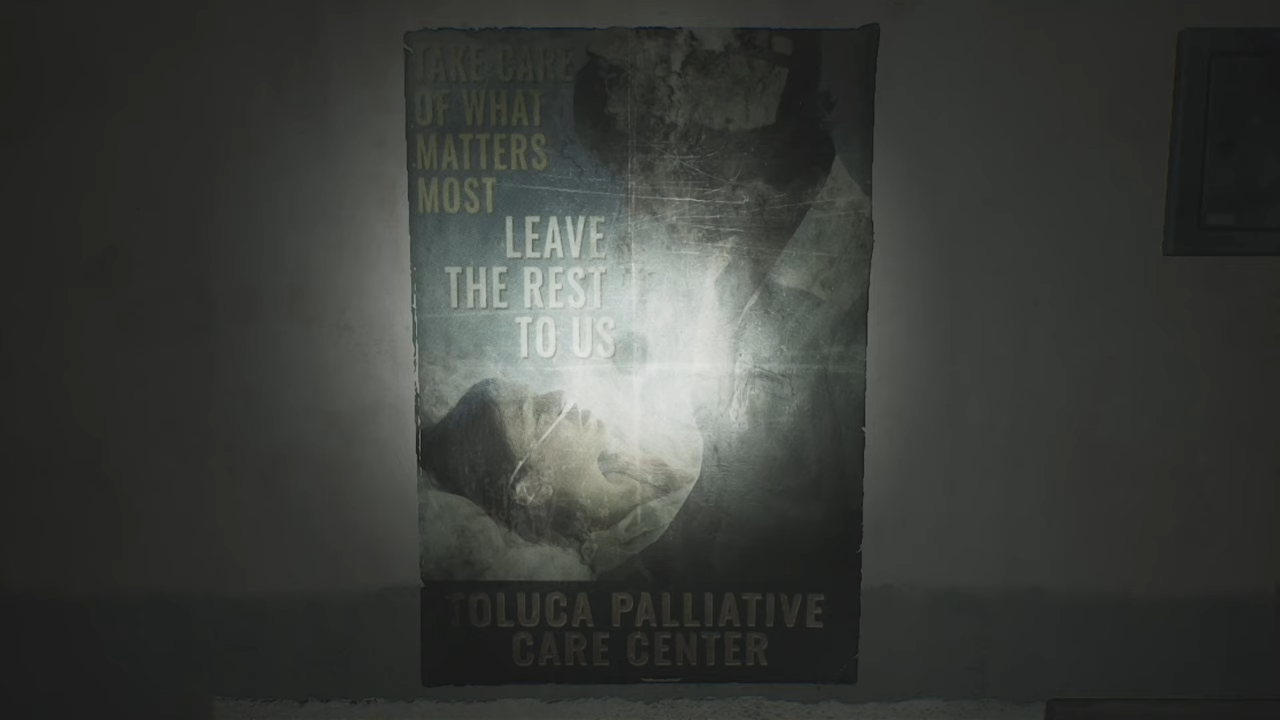 TAKE CARE
OF WHAT
MATTERS
MOST
LEAVE
THE REST
TO US
TOLUCA PALLIATIVE
CARE CENTER